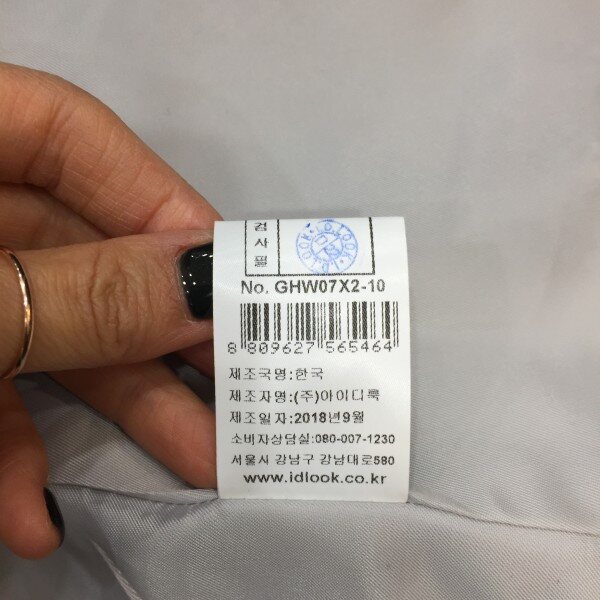 검사필
No. GHW07X2-10
8 809627 565464
제조국명:한국
제조자명:(주)아이디룩
제조일자:2018년9월
소비자상담실:080-007-1230
서울시 강남구 강남대로580
www.idlook.co.kr